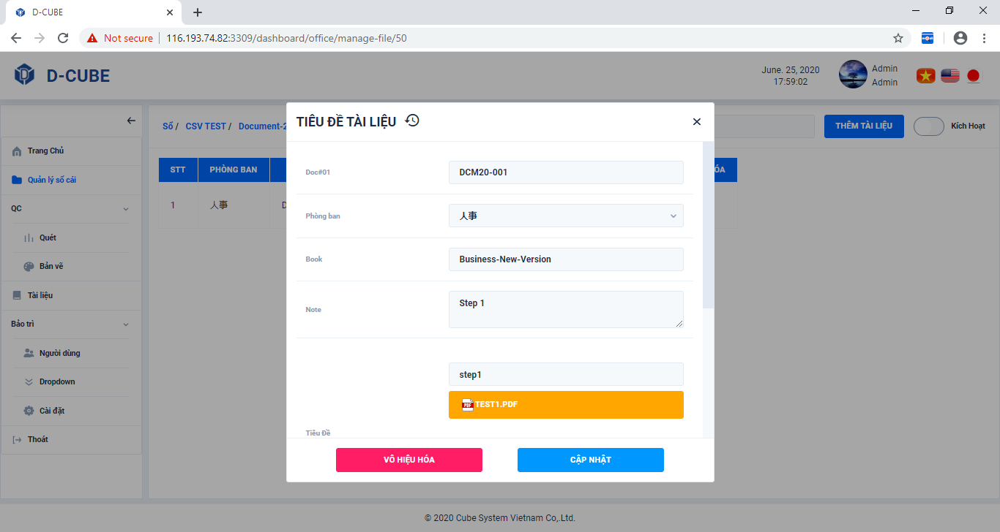 D-CUBE
Not secure
116.193.74.82:3309/dashboard/office/manage-file/50
D-CUBE
June. 25, 2020
17:59:02
Admin
Admin
Trang Chủ
Quản lý sổ cái
QC
Quét
Bản vẽ
Tài liệu
Bảo trì
Người dùng
Dropdown
Cài đặt
Thoát
Sổ / CSV TEST / Document-2
THÊM TÀI LIỆU
Kích Hoạt
STT PHÒNG BAN
ÓA
1 人事 D
TIÊU ĐỀ TÀI LIỆU
Doc#01 DCM20-001
Phòng ban 人事
Book Business-New-Version
Note Step 1
step1
PDF TEST1.PDF
Tiêu Đề
VÔ HIỆU HÓA CẬP NHẬT
© 2020 Cube System Vietnam Co,.Ltd.